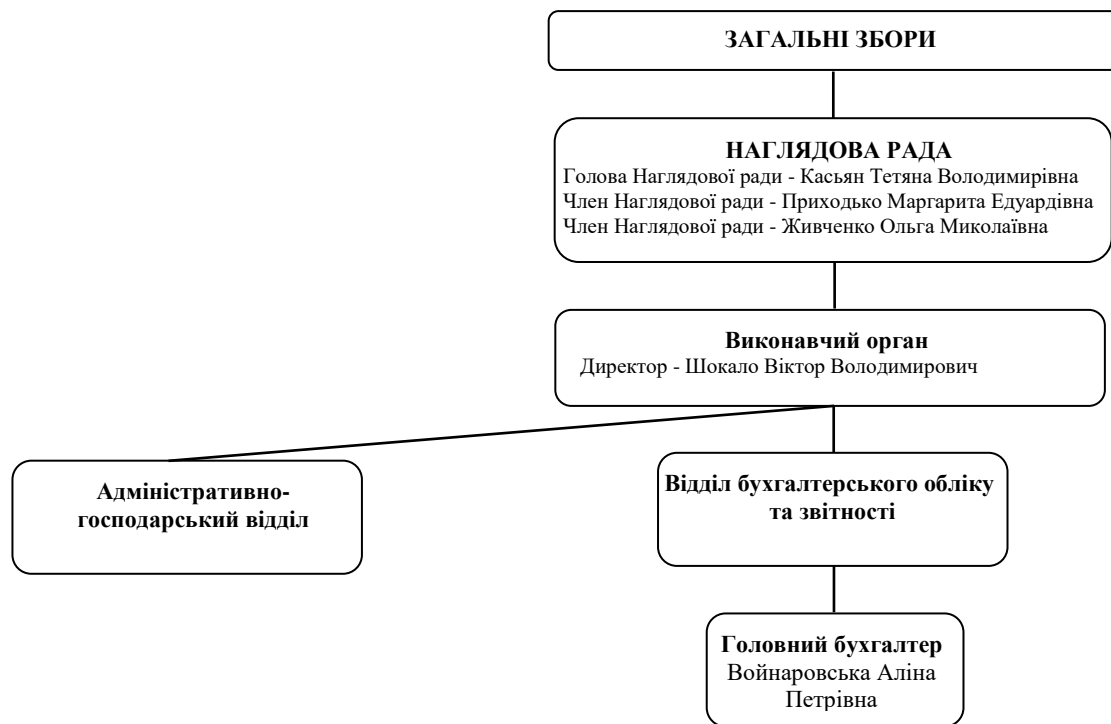 ЗАГАЛЬНІ ЗБОРИ
НАГЛЯДОВА РАДА
Голова Наглядової ради - Касьян Тетяна Володимирівна
Член Наглядової ради - Приходько Маргарита Едуардівна
Член Наглядової ради - Живченко Ольга Миколаївна
Виконавчий орган
Директор - Шокало Віктор Володимирович
Адміністративно-
господарський відділ
Відділ бухгалтерського обліку
та звітності
Головний бухгалтер
Войнаровська Аліна
Петрівна